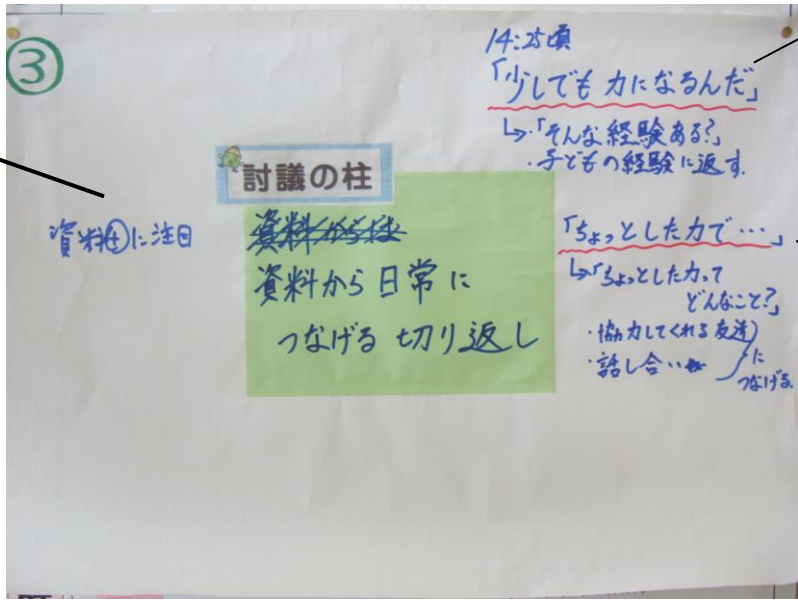 ③
14:25頃
「少しでも 力になるんだ」
↳・「そんな経験ある?」
・子どもの経験に返す.
討議の柱
資料④に注目
資料からは
資料から日常に
つなげる 切り返し
「ちょっとした力で…」
↳「ちょっとした力って
どんなこと?」
・協力してくれる友達
・話し合い
に
つなげる.